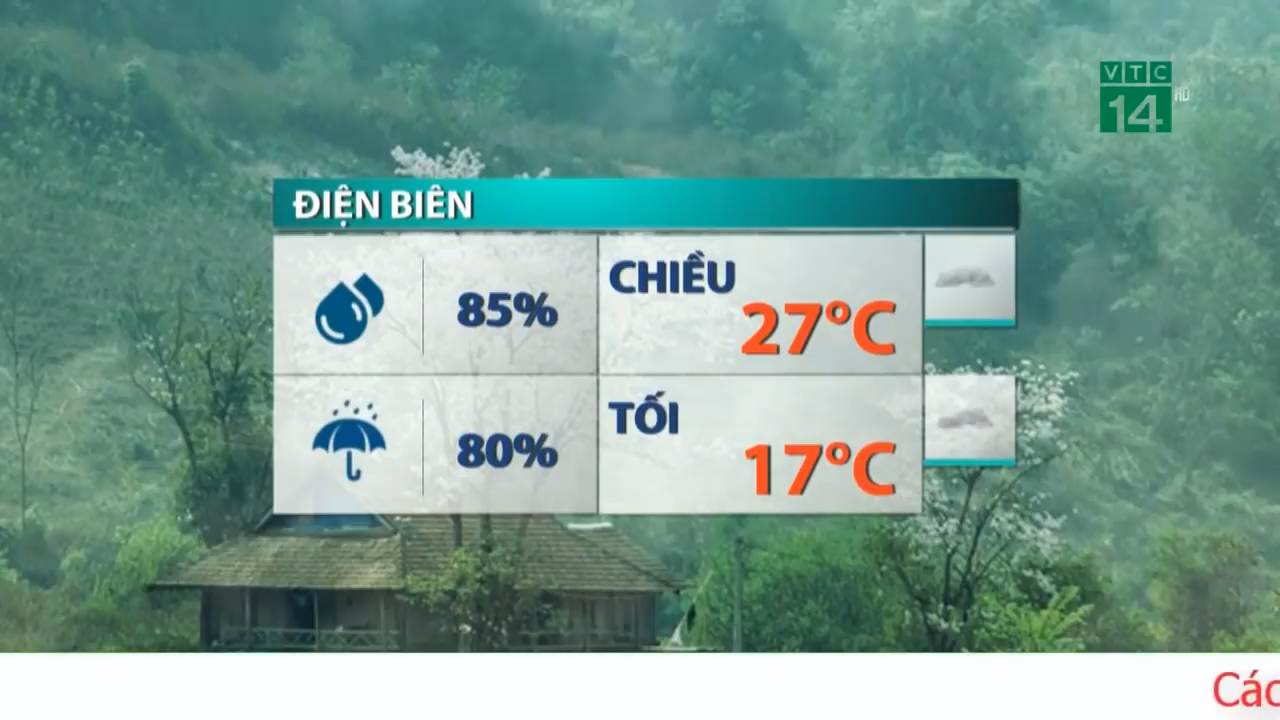 VTC
14
HD
ĐIỆN BIÊN
85%
CHIỀU
27°C
80%
TỐI
17°C
Các